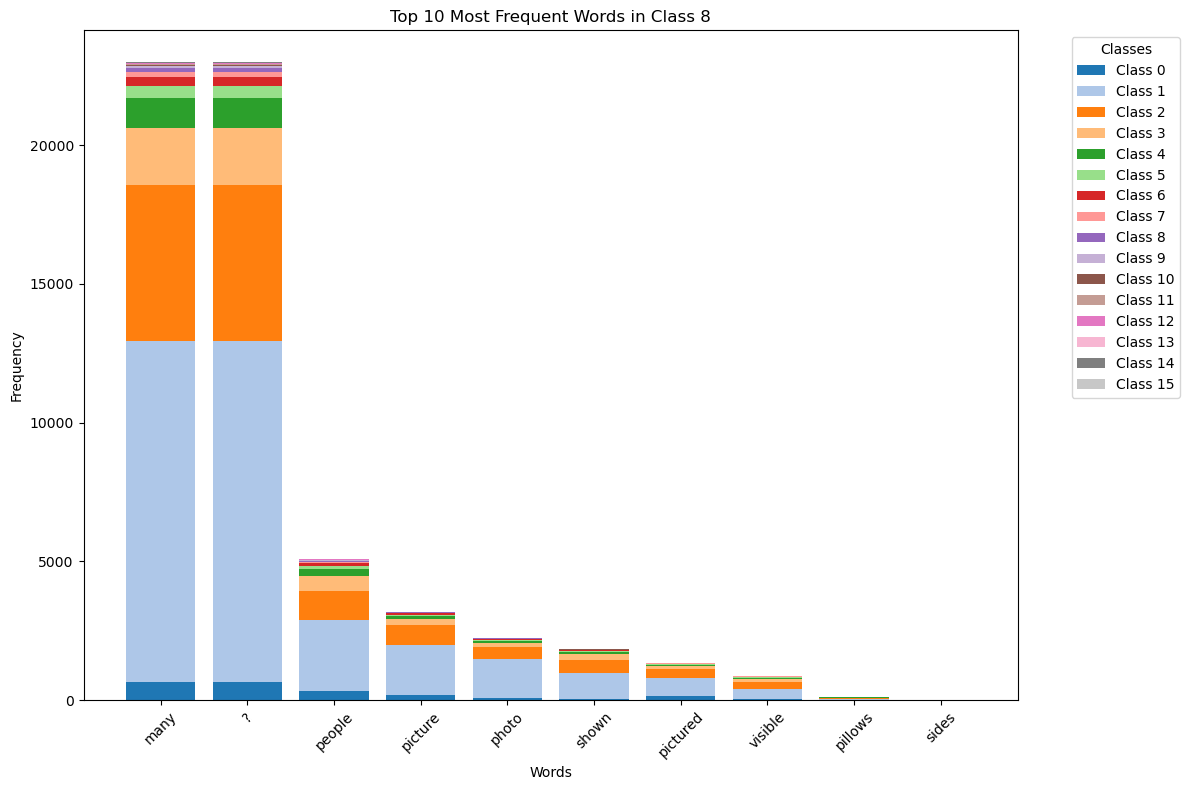 Top 10 Most Frequent Words in Class 8
Frequency
20000
15000
10000
5000
0
many
?
people
picture
photo
shown
pictured
visible
pillows
sides
Words
Classes
Class 0
Class 1
Class 2
Class 3
Class 4
Class 5
Class 6
Class 7
Class 8
Class 9
Class 10
Class 11
Class 12
Class 13
Class 14
Class 15